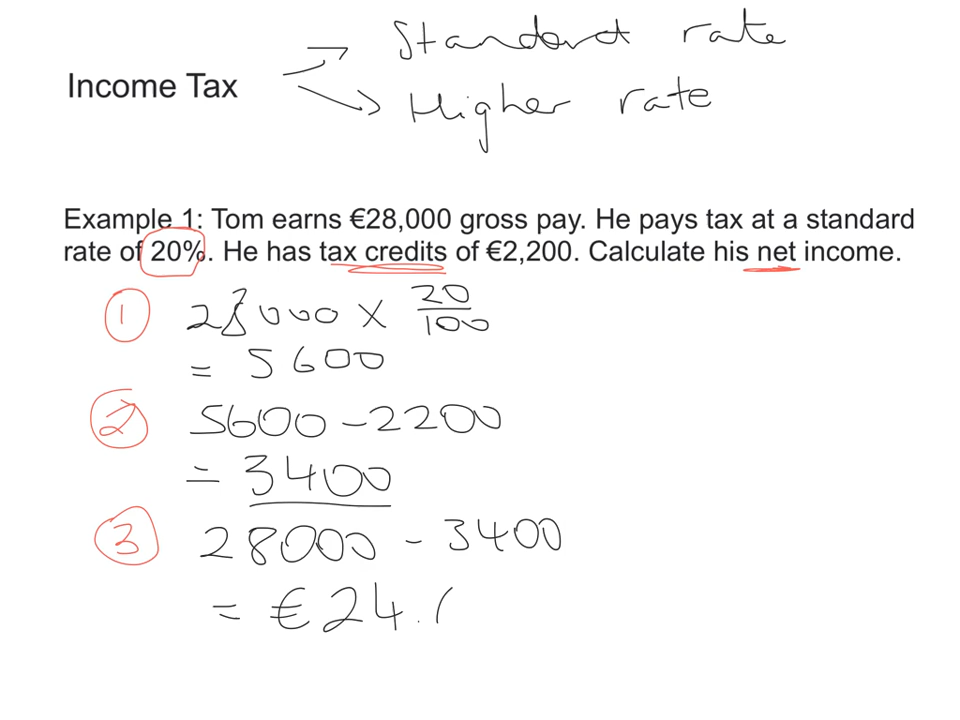 Standard rate
Income Tax
Higher rate
Example 1: Tom earns €28,000 gross pay. He pays tax at a standard
rate of 20%. He has tax credits of €2,200. Calculate his net income.
1 28000 × 20/100
= 5600
2 5600 - 2200
= 3400
3 28000 - 3400
= €24.